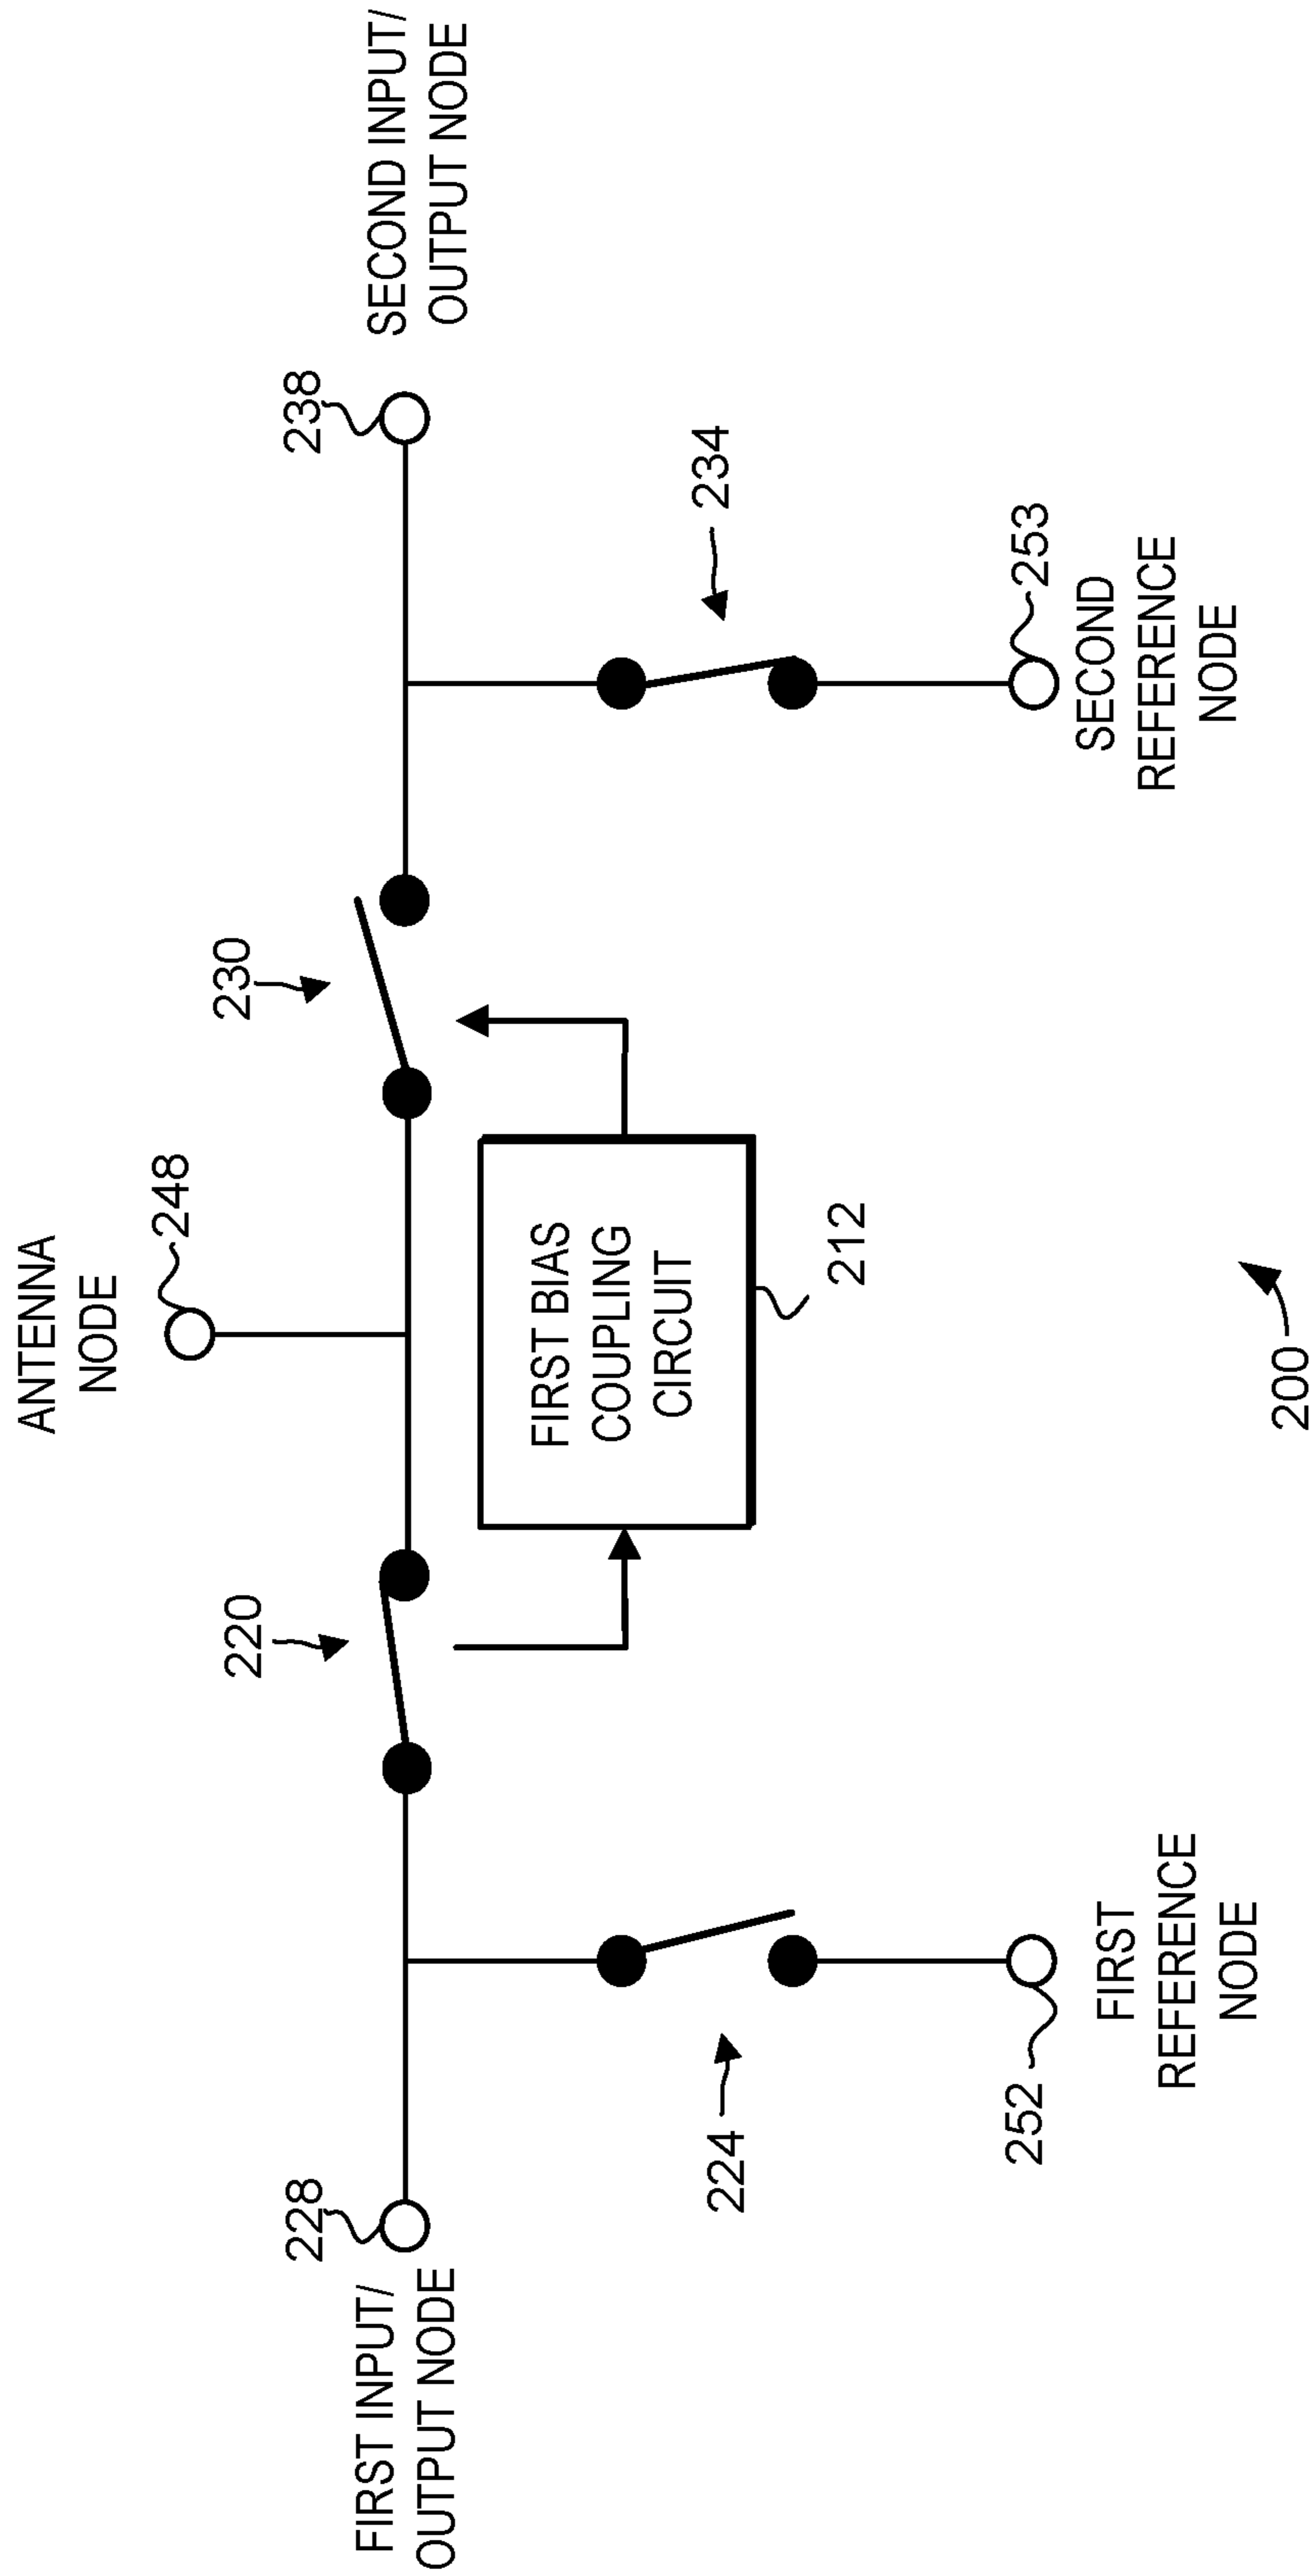 ANTENNA
NODE
248
220
230
228
FIRST INPUT/
OUTPUT NODE
238
SECOND INPUT/
OUTPUT NODE
FIRST BIAS
COUPLING
CIRCUIT
212
224
234
252
FIRST
REFERENCE
NODE
253
SECOND
REFERENCE
NODE
200